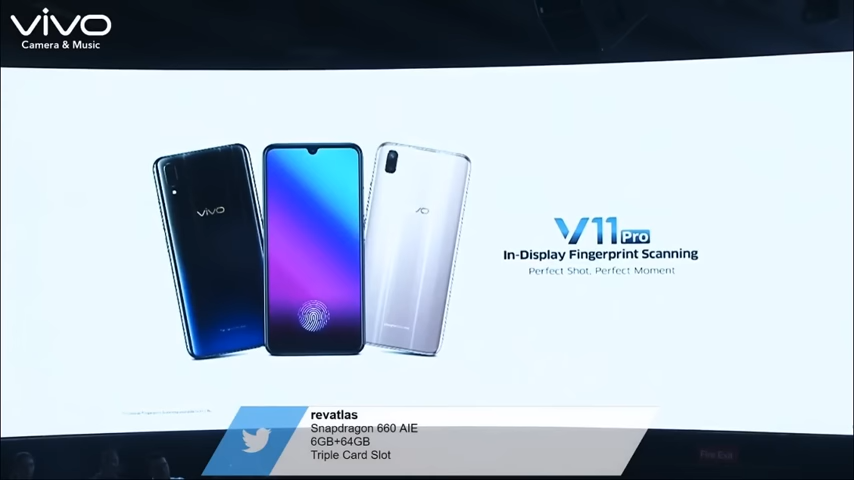 vivo
Camera & Music
vivo
V11 Pro
In-Display Fingerprint Scanning
Perfect Shot, Perfect Moment
revatlas
Snapdragon 660 AIE
6GB+64GB
Triple Card Slot